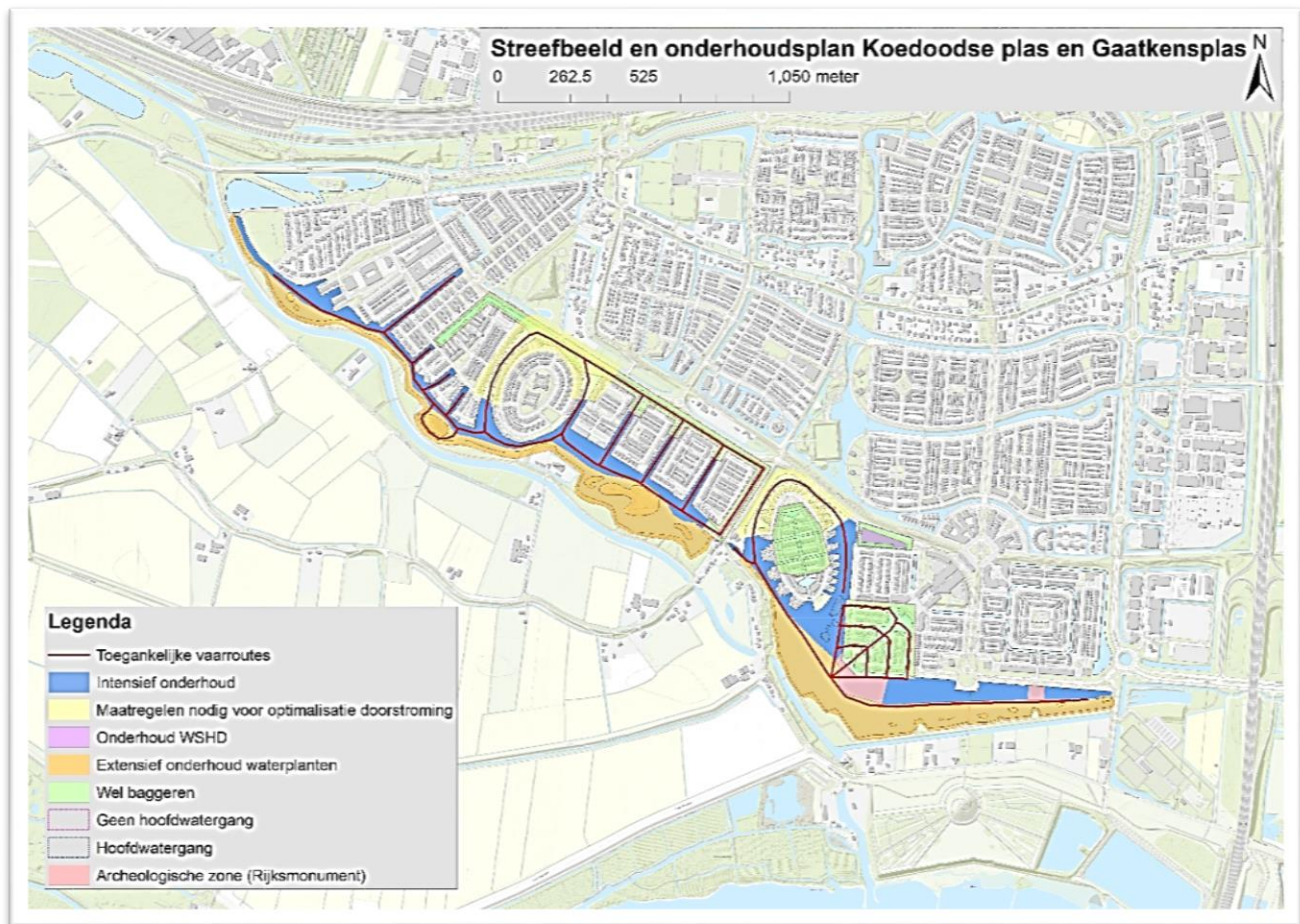 Streefbeeld en onderhoudsplan Koedoodse plas en Gaatkensplas
N
0 262.5 525 1,050 meter
Legenda
Toegankelijke vaarroutes
Intensief onderhoud
Maatregelen nodig voor optimalisatie doorstroming
Onderhoud WSHD
Extensief onderhoud waterplanten
Wel baggeren
Geen hoofdwatergang
Hoofdwatergang
Archeologische zone (Rijksmonument)